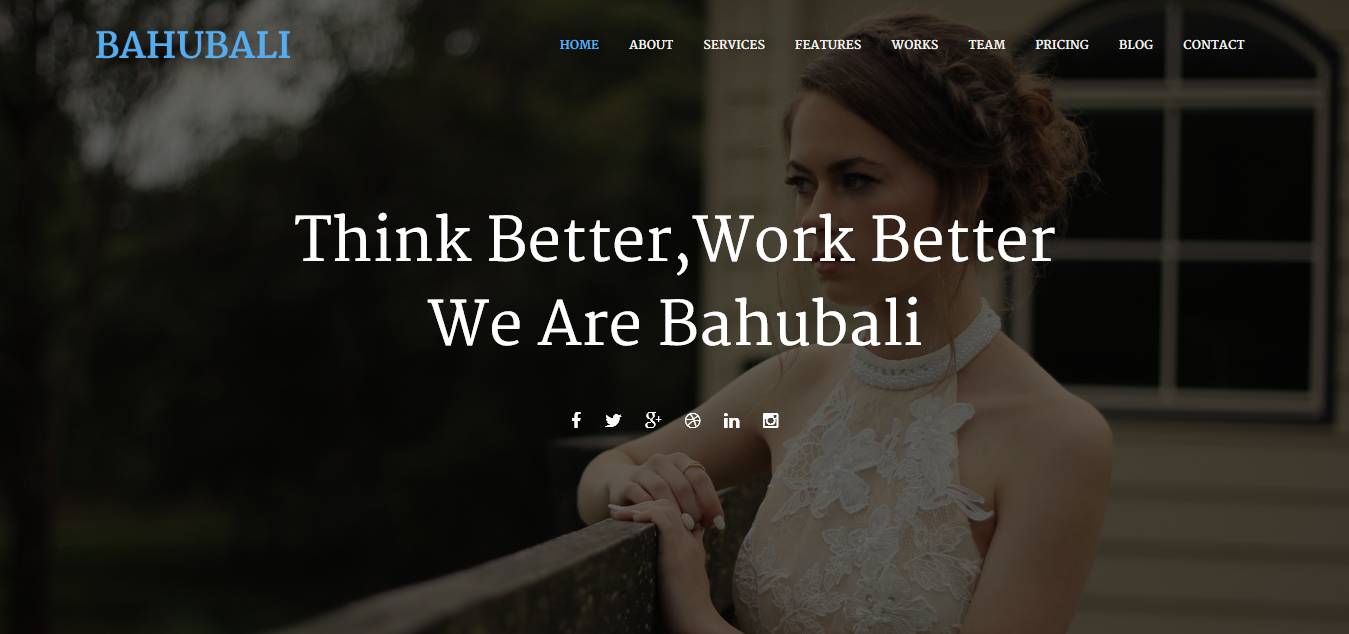 BAHUBALI
HOME ABOUT SERVICES FEATURES WORKS TEAM PRICING BLOG CONTACT
Think Better,Work Better
We Are Bahubali